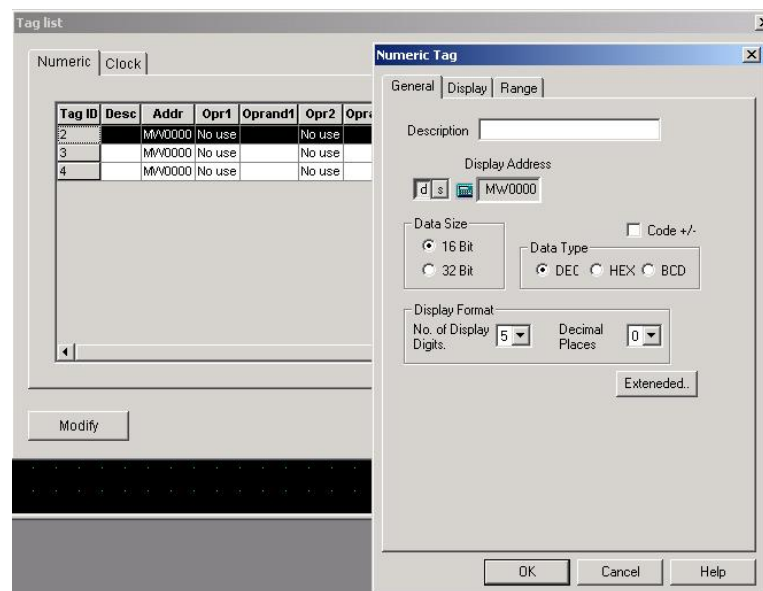 Tag list
Numeric Clock
Tag ID Desc Addr Opr1 Oprand1 Opr2 Opra
2 MW0000 No use No use
3 MW0000 No use No use
4 MW0000 No use No use
Modify
Numeric Tag
General Display Range
Description
Display Address
d s MW0000
Data Size
16 Bit
32 Bit
Code +/-
Data Type
DEC HEX BCD
Display Format
No. of Display Digits. 5 Decimal Places 0
Exteneded..
OK Cancel Help